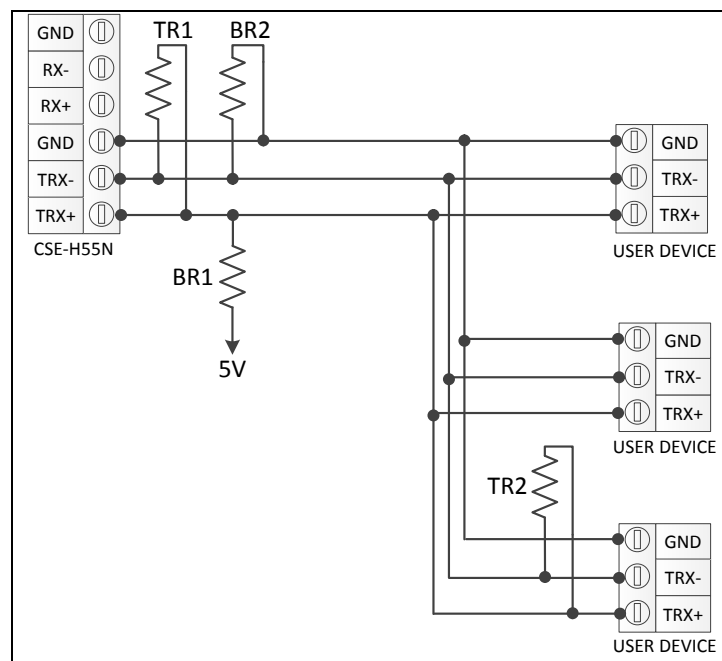 GND
RX-
RX+
GND
TRX-
TRX+
CSE-H55N
TR1
BR2
BR1
5V
GND
TRX-
TRX+
USER DEVICE
GND
TRX-
TRX+
USER DEVICE
TR2
GND
TRX-
TRX+
USER DEVICE